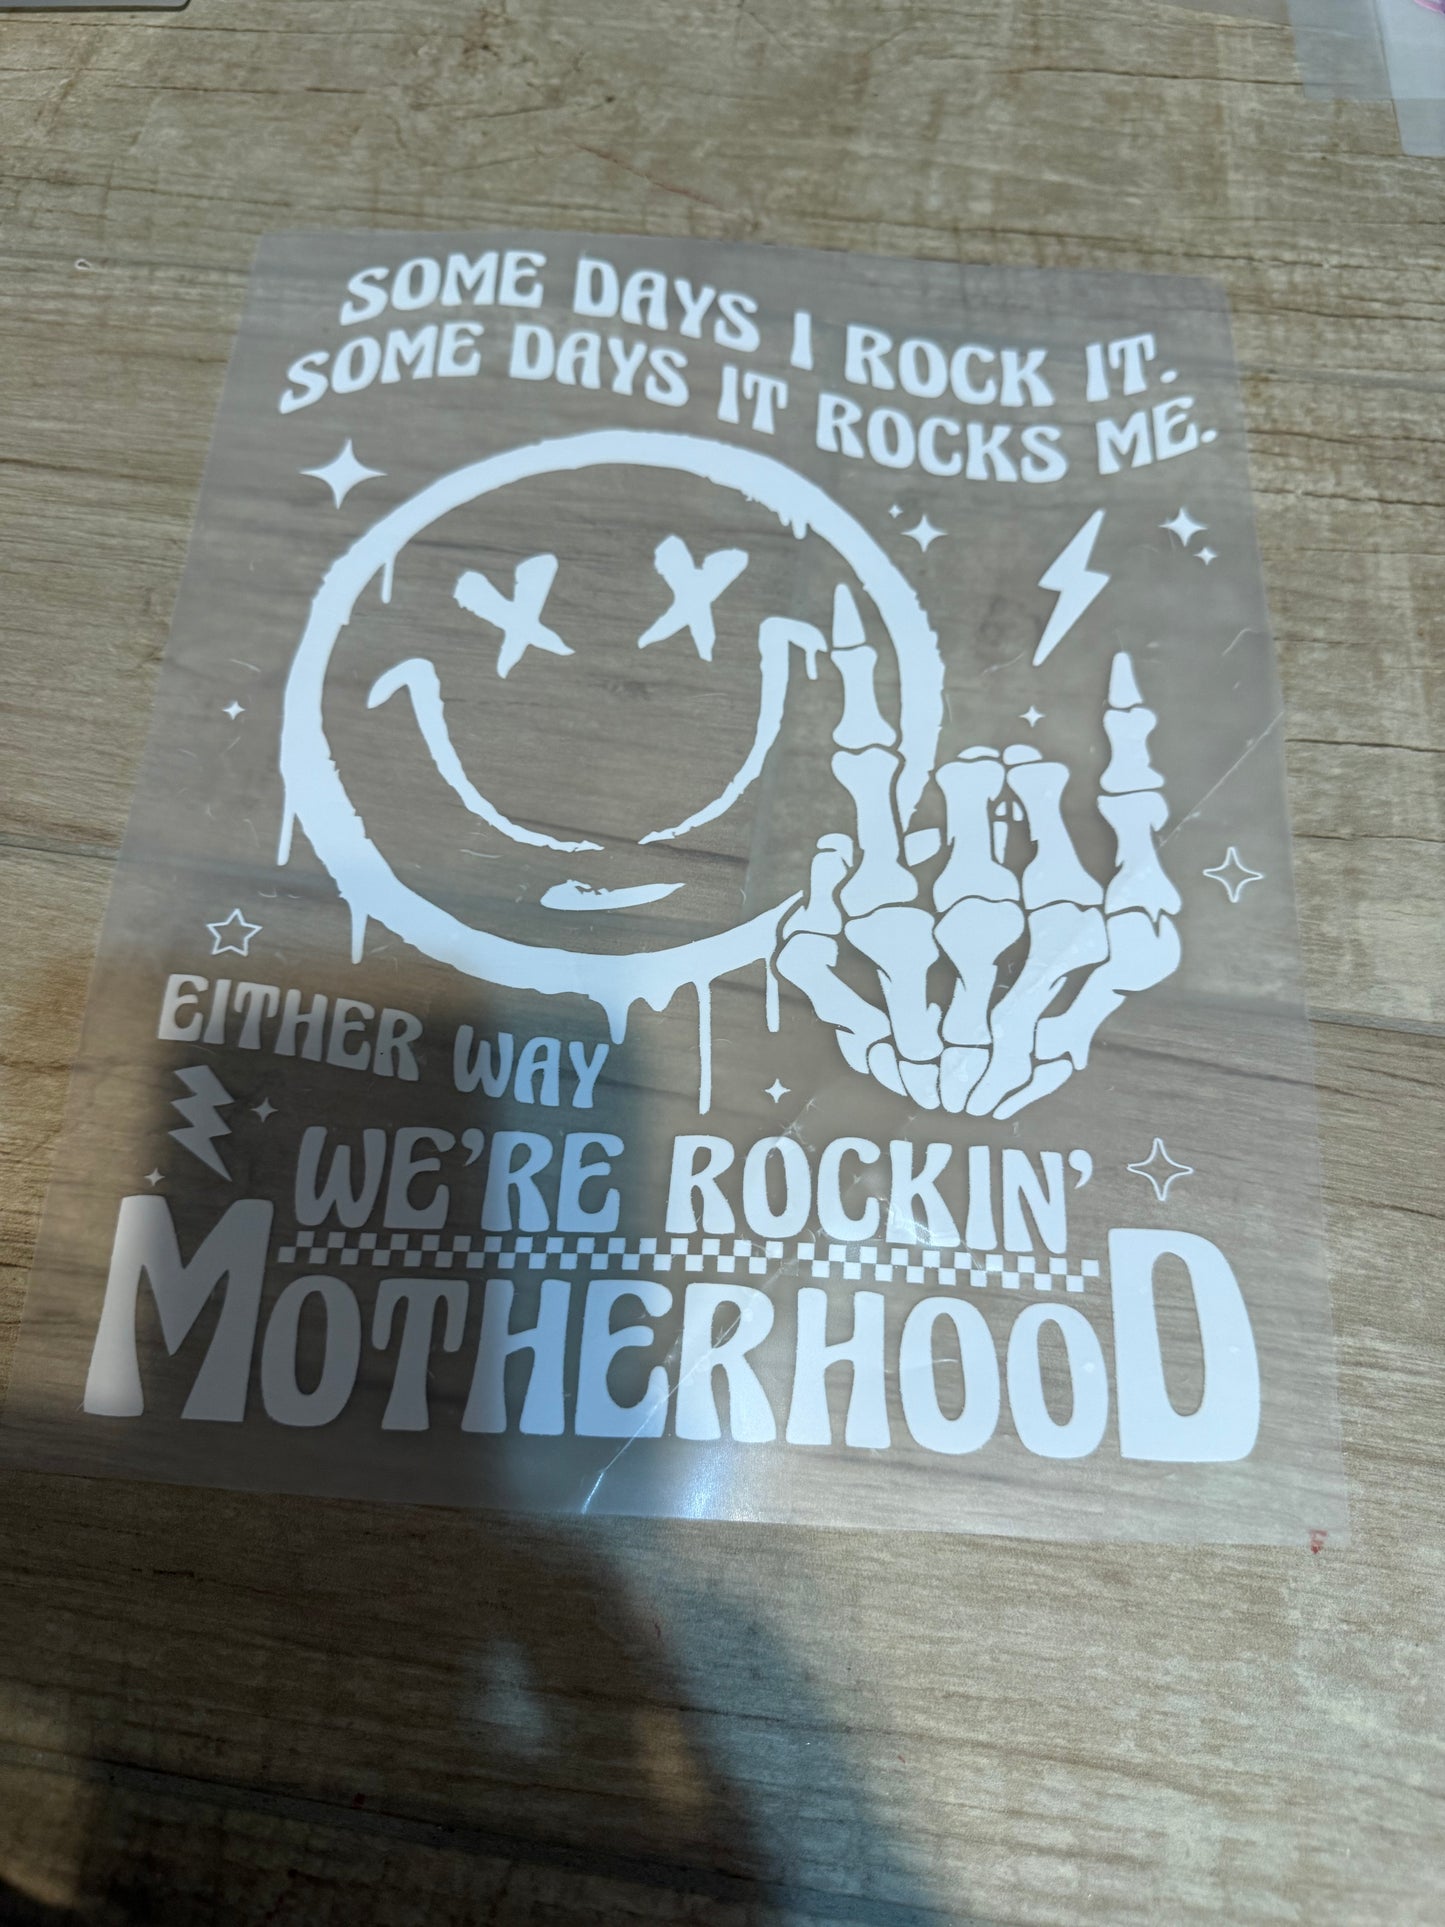 SOME DAYS I ROCK IT.
SOME DAYS IT ROCKS ME.
EITHER WAY
WE'RE ROCKIN'
MOTHERHOOD